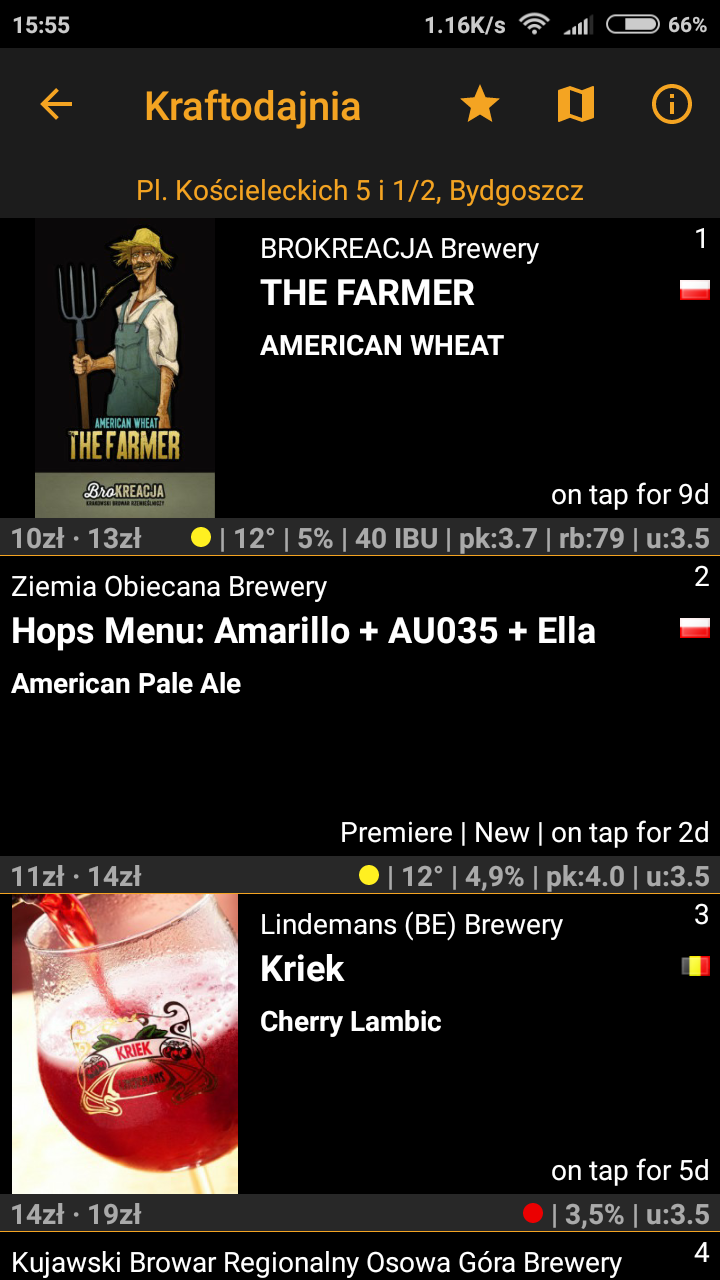 15:55 1.16K/s 66%
Kraftodajnia
Pl. Kościeleckich 5 i 1/2, Bydgoszcz
BROKREACJA Brewery 1
THE FARMER
AMERICAN WHEAT
AMERICAN WHEAT
THE FARMER
BroKREACJA
on tap for 9d
10zł · 13zł | 12° | 5% | 40 IBU | pk:3.7 | rb:79 | u:3.5
Ziemia Obiecana Brewery 2
Hops Menu: Amarillo + AU035 + Ella
American Pale Ale
Premiere | New | on tap for 2d
11zł · 14zł | 12° | 4,9% | pk:4.0 | u:3.5
Lindemans (BE) Brewery 3
Kriek
Cherry Lambic
KRIEK
on tap for 5d
14zł · 19zł | 3,5% | u:3.5
Kujawski Browar Regionalny Osowa Góra Brewery 4